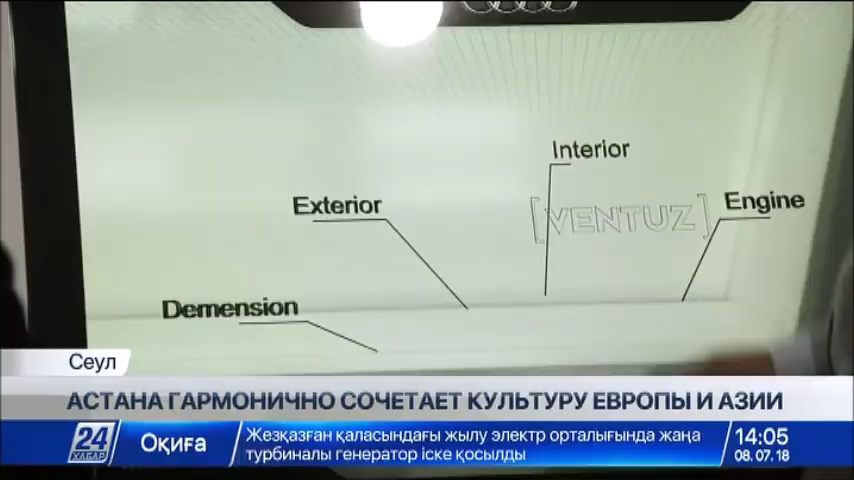 Interior
Exterior
[VENTUZ]
Engine
Demension
Сеул
АСТАНА ГАРМОНИЧНО СОЧЕТАЕТ КУЛЬТУРУ ЕВРОПЫ И АЗИИ
24
ХАБАР
Оқиға
Жезқазған қаласындағы жылу электр орталығында жаңа
турбиналы генератор іске қосылды
14:05
08.07.18